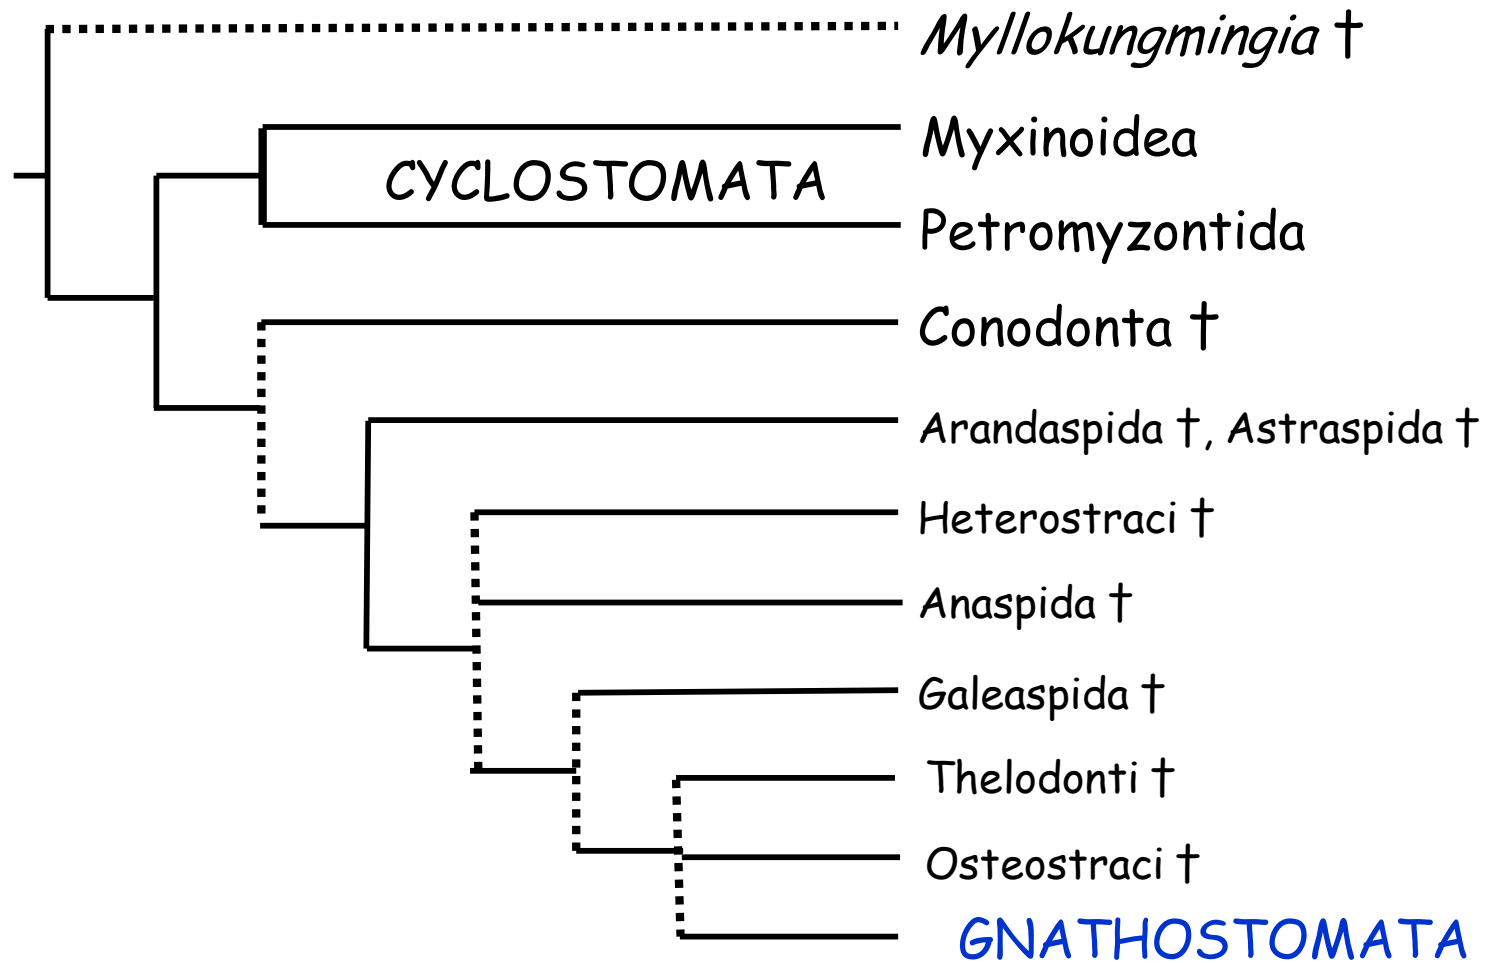 Myllokungmingia †
Myxinoidea
CYCLOSTOMATA
Petromyzontida
Conodonta †
Arandaspida †, Astraspida †
Heterostraci †
Anaspida †
Galeaspida †
Thelodonti †
Osteostraci †
GNATHOSTOMATA